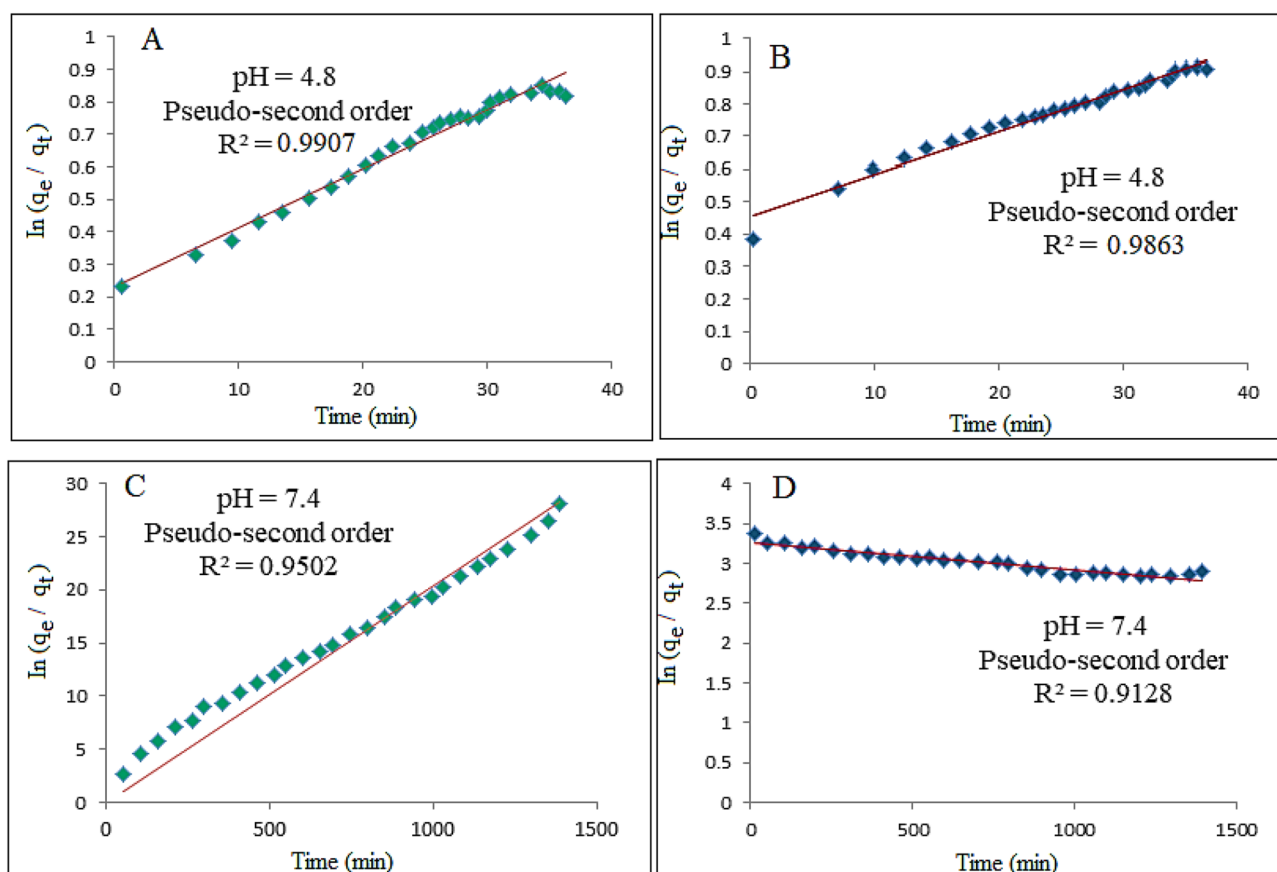 A
pH = 4.8
Pseudo-second order
R² = 0.9907
ln (qe / qt)
1
0.9
0.8
0.7
0.6
0.5
0.4
0.3
0.2
0.1
0
0
10
20
30
40
Time (min)
B
pH = 4.8
Pseudo-second order
R² = 0.9863
ln (qe / qt)
1
0.9
0.8
0.7
0.6
0.5
0.4
0.3
0.2
0.1
0
0
10
20
30
40
Time (min)
C
pH = 7.4
Pseudo-second order
R² = 0.9502
ln (qe / qt)
30
25
20
15
10
5
0
0
500
1000
1500
Time (min)
D
pH = 7.4
Pseudo-second order
R² = 0.9128
ln (qe / qt)
4
3.5
3
2.5
2
1.5
1
0.5
0
0
500
1000
1500
Time (min)